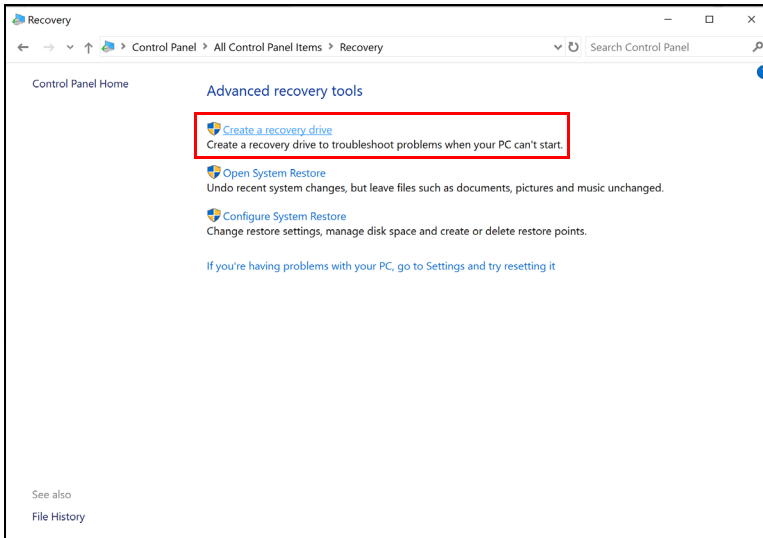 Recovery
Control Panel > All Control Panel Items > Recovery
Search Control Panel
Control Panel Home
Advanced recovery tools
Create a recovery drive
Create a recovery drive to troubleshoot problems when your PC can't start.
Open System Restore
Undo recent system changes, but leave files such as documents, pictures and music unchanged.
Configure System Restore
Change restore settings, manage disk space and create or delete restore points.
If you're having problems with your PC, go to Settings and try resetting it
See also
File History